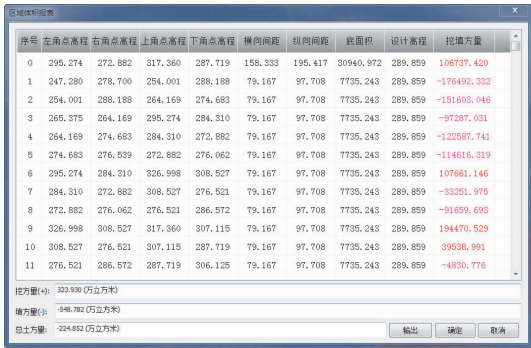 区域体积报表
序号 左角点高程 右角点高程 上角点高程 下角点高程 横向间距 纵向间距 底面积 设计高程 挖填方量
0 295.274 272.882 317.360 287.719 158.333 195.417 30940.972 289.859 106737.420
1 247.280 278.700 254.001 288.188 79.167 97.708 7735.243 289.859 -176492.332
2 254.001 288.188 264.169 274.683 79.167 97.708 7735.243 289.859 -151603.046
3 265.375 264.169 295.274 284.310 79.167 97.708 7735.243 289.859 -97287.031
4 264.169 274.683 284.310 272.882 79.167 97.708 7735.243 289.859 -122587.741
5 274.683 276.539 272.882 276.062 79.167 97.708 7735.243 289.859 -114616.319
6 295.274 284.310 326.998 308.527 79.167 97.708 7735.243 289.859 107661.146
7 284.310 272.882 308.527 276.521 79.167 97.708 7735.243 289.859 -33251.975
8 272.882 276.062 276.521 286.572 79.167 97.708 7735.243 289.859 -91659.693
9 326.998 308.527 317.360 307.115 79.167 97.708 7735.243 289.859 194470.529
10 308.527 276.521 307.115 287.719 79.167 97.708 7735.243 289.859 39538.991
11 276.521 286.572 287.719 306.125 79.167 97.708 7735.243 289.859 -4830.776
挖方量(+): 323.930 (万立方米)
填方量(-): -548.782 (万立方米)
总土方量: -224.852 (万立方米) 输出 确定 取消